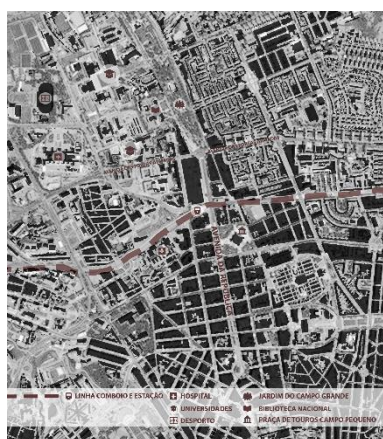 AVENIDA DA REPÚBLICA
LINHA COMBOIO E ESTAÇÃO
HOSPITAL
JARDIM DO CAMPO GRANDE
UNIVERSIDADES
BIBLIOTECA NACIONAL
DESPORTO
PRAÇA DE TOUROS CAMPO PEQUENO